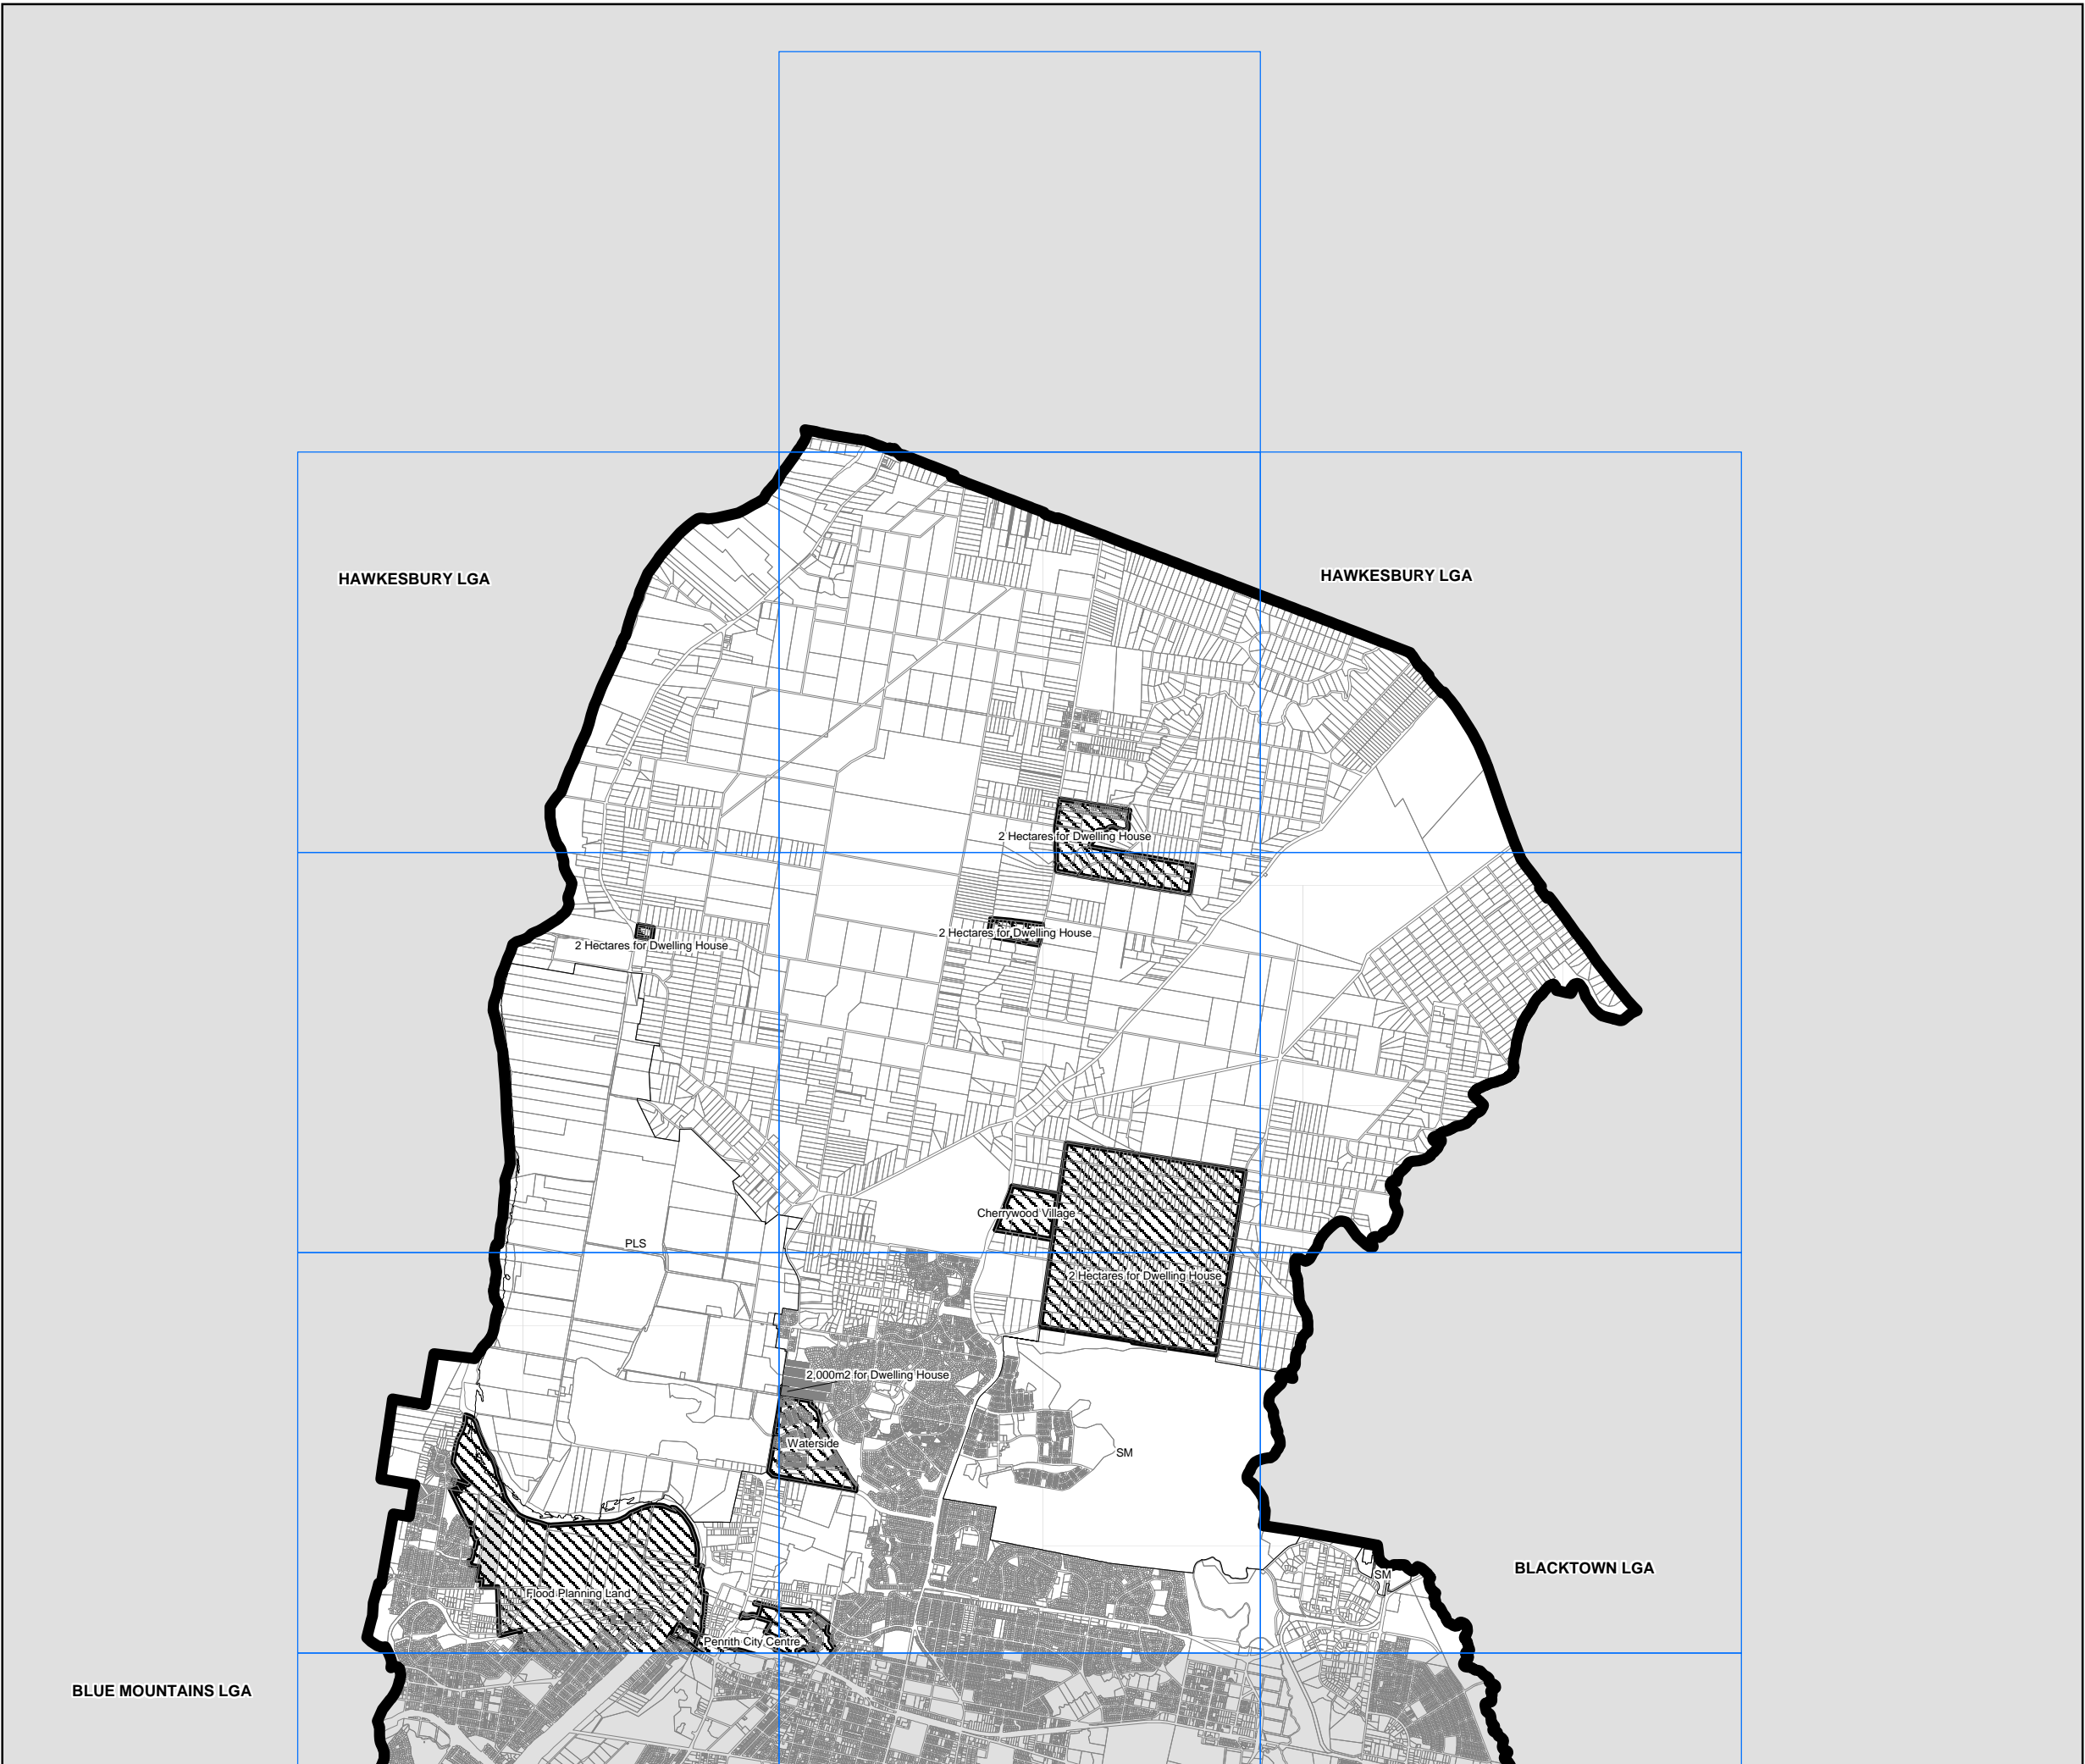 HAWKESBURY LGA
HAWKESBURY LGA
2 Hectares for Dwelling House
2 Hectares for Dwelling House
2 Hectares for Dwelling House
Cherrywood Village
PLS
2 Hectares for Dwelling House
2,000m2 for Dwelling House
Waterside
SM
BLACKTOWN LGA
SM
Flood Planning Land
Penrith City Centre
BLUE MOUNTAINS LGA